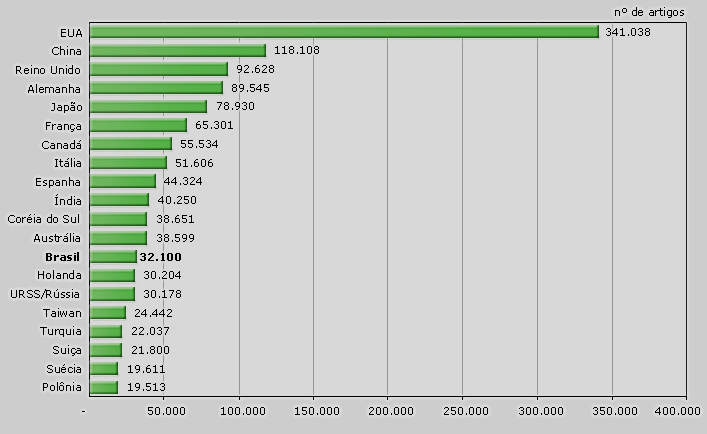 nº de artigos
EUA 341.038
China 118.108
Reino Unido 92.628
Alemanha 89.545
Japão 78.930
França 65.301
Canadá 55.534
Itália 51.606
Espanha 44.324
Índia 40.250
Coréia do Sul 38.651
Austrália 38.599
Brasil 32.100
Holanda 30.204
URSS/Rússia 30.178
Taiwan 24.442
Turquia 22.037
Suiça 21.800
Suécia 19.611
Polônia 19.513
- 50.000 100.000 150.000 200.000 250.000 300.000 350.000 400.000